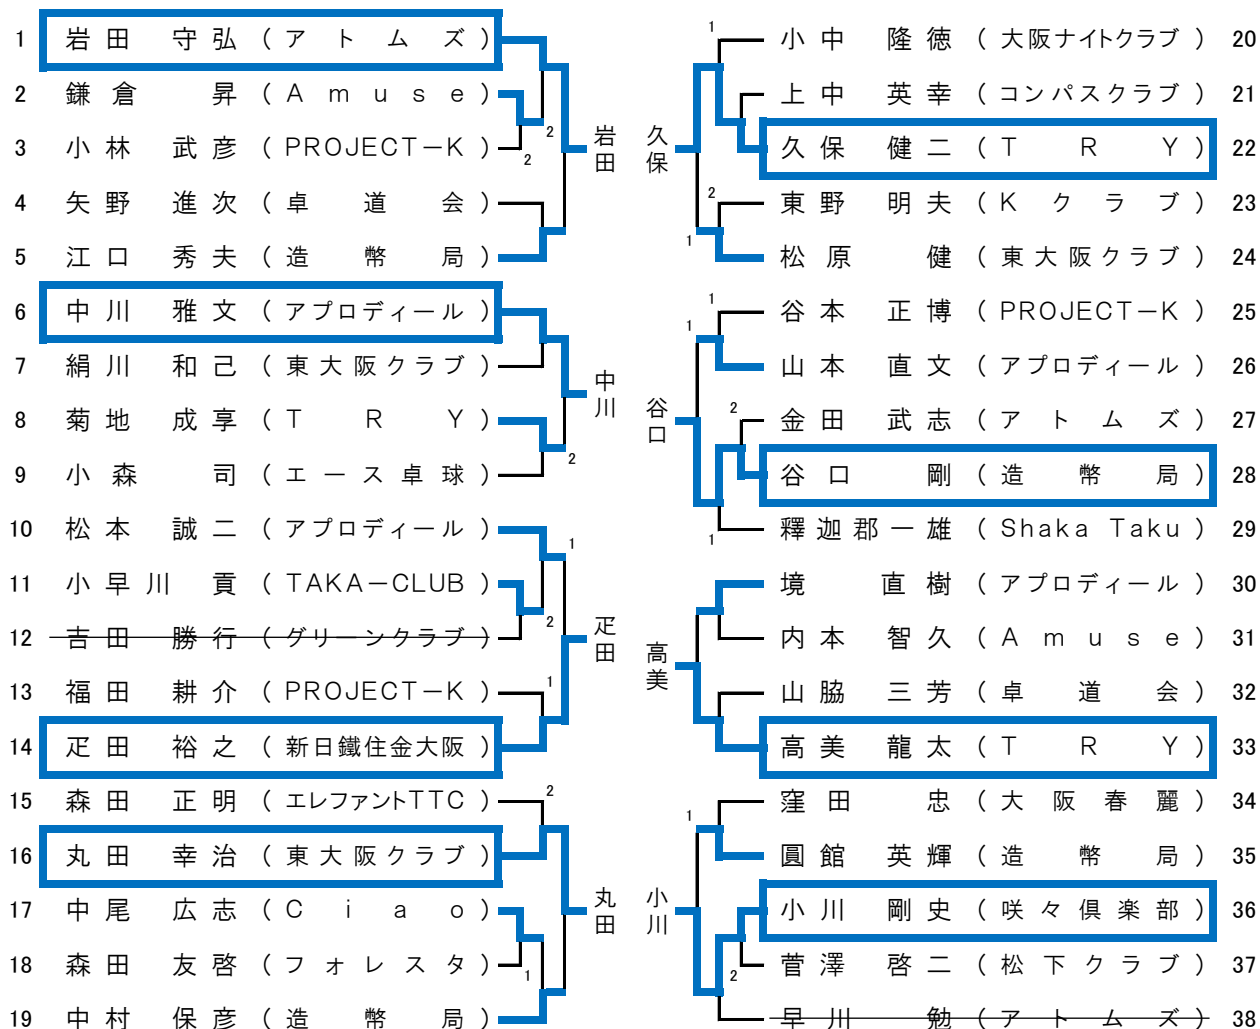 1 岩田 守弘 (アトムズ)
2 鎌倉 昇 (Amuse)
2
3 小林 武彦 (PROJECT－K)
2
岩田
4 矢野 進次 (卓道会)
5 江口 秀夫 (造幣局)
6 中川 雅文 (アプロディール)
7 絹川 和己 (東大阪クラブ)
中川
8 菊地 成享 (TRY)
2
9 小森 司 (エース卓球)
10 松本 誠二 (アプロディール)
1
11 小早川 貢 (TAKA－CLUB)
2
12 吉田 勝行 (グリーンクラブ)
疋田
13 福田 耕介 (PROJECT－K)
1
14 疋田 裕之 (新日鐵住金大阪)
15 森田 正明 (エレファントTTC)
2
16 丸田 幸治 (東大阪クラブ)
17 中尾 広志 (Ciao)
丸田
18 森田 友啓 (フォレスタ)
1
19 中村 保彦 (造幣局)
1
小中 隆徳 (大阪ナイトクラブ) 20
上中 英幸 (コンパスクラブ) 21
久保
久保 健二 (TRY) 22
2
東野 明夫 (Kクラブ) 23
1
松原 健 (東大阪クラブ) 24
1
谷本 正博 (PROJECT－K) 25
1
山本 直文 (アプロディール) 26
谷口
2
金田 武志 (アトムズ) 27
谷口 剛 (造幣局) 28
1
釋迦郡一雄 (Shaka Taku) 29
境 直樹 (アプロディール) 30
内本 智久 (Amuse) 31
高美
山脇 三芳 (卓道会) 32
高美 龍太 (TRY) 33
窪田 忠 (大阪春麗) 34
1
圓館 英輝 (造幣局) 35
小川
小川 剛史 (咲々倶楽部) 36
2
菅澤 啓二 (松下クラブ) 37
早川 勉 (アトムズ) 38